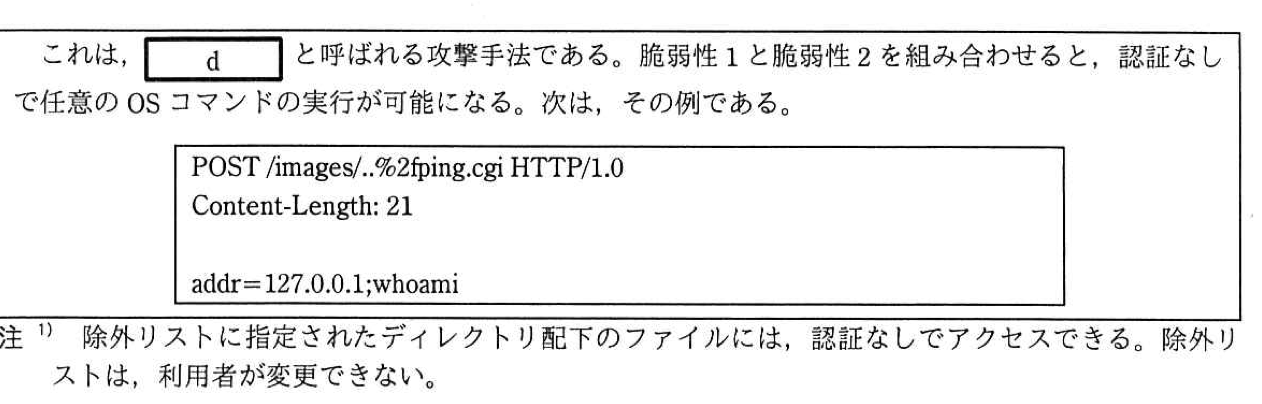 これは，dと呼ばれる攻撃手法である。脆弱性1と脆弱性2を組み合わせると，認証なし
で任意のOSコマンドの実行が可能になる。次は，その例である。
POST /images/..%2fping.cgi HTTP/1.0
Content-Length: 21
addr=127.0.0.1;whoami
注 1) 除外リストに指定されたディレクトリ配下のファイルには，認証なしでアクセスできる。除外リ
ストは，利用者が変更できない。